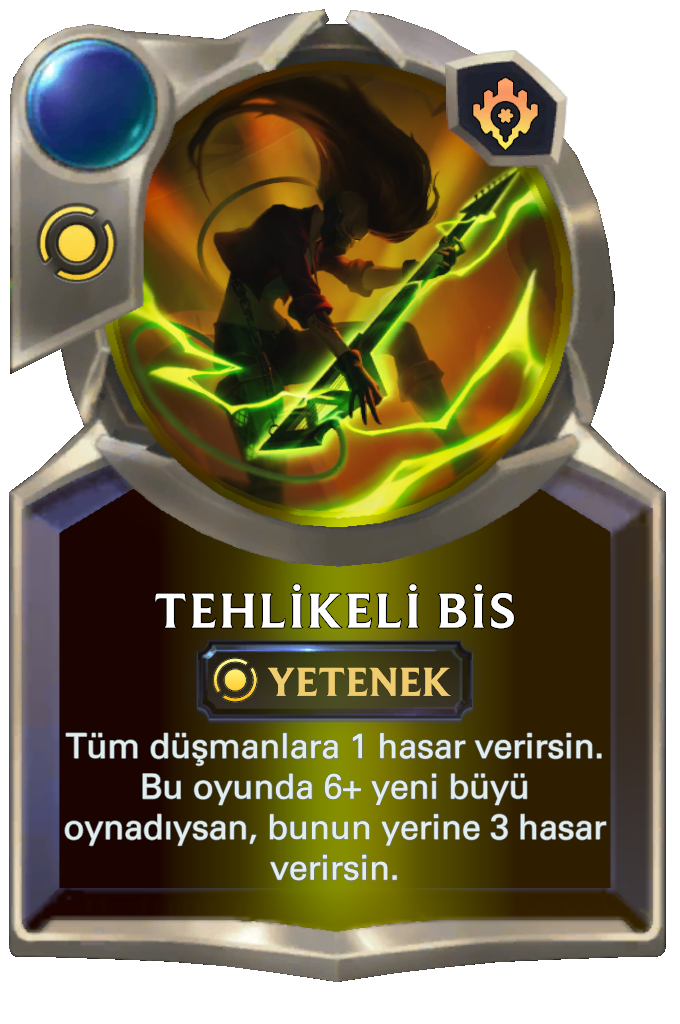 TEHLİKELİ BİS
YETENEK
Tüm düşmanlara 1 hasar verirsin.
Bu oyunda 6+ yeni büyü
oynadıysan, bunun yerine 3 hasar
verirsin.